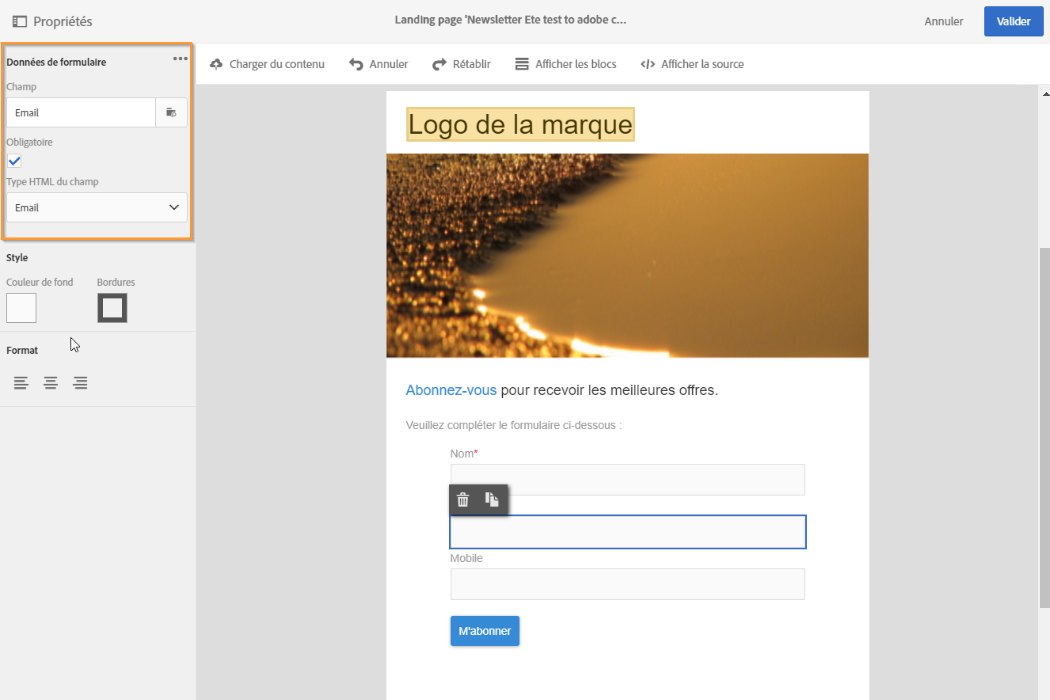 Propriétés
Landing page 'Newsletter Ete test to adobe c...
Annuler
Valider
Données de formulaire
Champ
Email
Obligatoire
Type HTML du champ
Email
Style
Couleur de fond
Bordures
Format
Charger du contenu
Annuler
Rétablir
Afficher les blocs
Afficher la source
Logo de la marque
Abonnez-vous pour recevoir les meilleures offres.
Veuillez compléter le formulaire ci-dessous :
Nom*
Mobile
M'abonner